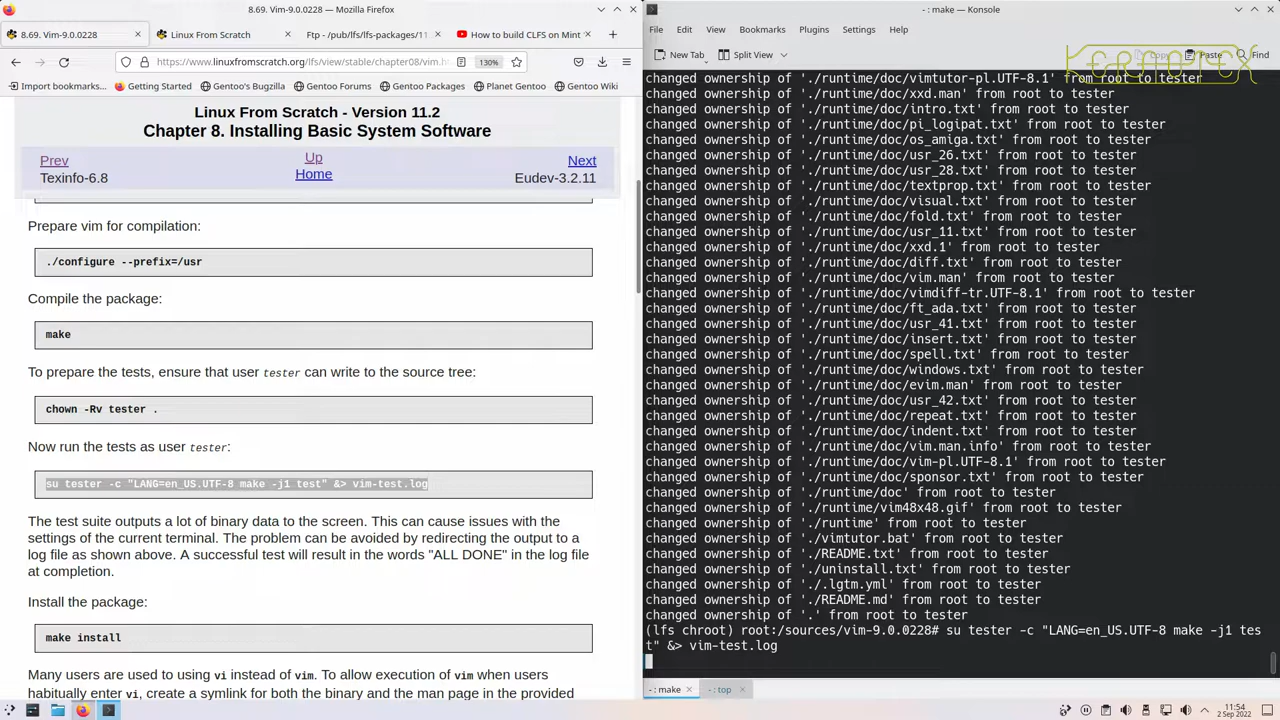 8.69. Vim-9.0.0228 — Mozilla Firefox
8.69. Vim-9.0.0228
Linux From Scratch
Ftp - /pub/lfs/lfs-packages/11
How to build CLFS on Mint
https://www.linuxfromscratch.org/lfs/view/stable/chapter08/vim.h
130%
Import bookmarks...
Getting Started
Gentoo's Bugzilla
Gentoo Forums
Gentoo Packages
Planet Gentoo
Gentoo Wiki
Linux From Scratch - Version 11.2
Chapter 8. Installing Basic System Software
Prev
Up
Next
Texinfo-6.8
Home
Eudev-3.2.11
Prepare vim for compilation:
./configure --prefix=/usr
Compile the package:
make
To prepare the tests, ensure that user tester can write to the source tree:
chown -Rv tester .
Now run the tests as user tester:
su tester -c "LANG=en_US.UTF-8 make -j1 test" &> vim-test.log
The test suite outputs a lot of binary data to the screen. This can cause issues with the
settings of the current terminal. The problem can be avoided by redirecting the output to a
log file as shown above. A successful test will result in the words "ALL DONE" in the log file
at completion.
Install the package:
make install
Many users are used to using vi instead of vim. To allow execution of vim when users
habitually enter vi, create a symlink for both the binary and the man page in the provided
- : make — Konsole
File Edit View Bookmarks Plugins Settings Help
New Tab
Split View
Copy
Paste
Find
KERNOTEX
changed ownership of './runtime/doc/vimtutor-pl.UTF-8.1' from root to tester
changed ownership of './runtime/doc/xxd.man' from root to tester
changed ownership of './runtime/doc/intro.txt' from root to tester
changed ownership of './runtime/doc/pi_logipat.txt' from root to tester
changed ownership of './runtime/doc/os_amiga.txt' from root to tester
changed ownership of './runtime/doc/usr_26.txt' from root to tester
changed ownership of './runtime/doc/usr_28.txt' from root to tester
changed ownership of './runtime/doc/textprop.txt' from root to tester
changed ownership of './runtime/doc/visual.txt' from root to tester
changed ownership of './runtime/doc/fold.txt' from root to tester
changed ownership of './runtime/doc/usr_11.txt' from root to tester
changed ownership of './runtime/doc/xxd.1' from root to tester
changed ownership of './runtime/doc/diff.txt' from root to tester
changed ownership of './runtime/doc/vim.man' from root to tester
changed ownership of './runtime/doc/vimdiff-tr.UTF-8.1' from root to tester
changed ownership of './runtime/doc/ft_ada.txt' from root to tester
changed ownership of './runtime/doc/usr_41.txt' from root to tester
changed ownership of './runtime/doc/insert.txt' from root to tester
changed ownership of './runtime/doc/spell.txt' from root to tester
changed ownership of './runtime/doc/windows.txt' from root to tester
changed ownership of './runtime/doc/evim.man' from root to tester
changed ownership of './runtime/doc/usr_42.txt' from root to tester
changed ownership of './runtime/doc/repeat.txt' from root to tester
changed ownership of './runtime/doc/indent.txt' from root to tester
changed ownership of './runtime/doc/vim.man.info' from root to tester
changed ownership of './runtime/doc/vim-pl.UTF-8.1' from root to tester
changed ownership of './runtime/doc/sponsor.txt' from root to tester
changed ownership of './runtime/doc' from root to tester
changed ownership of './runtime/vim48x48.gif' from root to tester
changed ownership of './runtime' from root to tester
changed ownership of './vimtutor.bat' from root to tester
changed ownership of './README.txt' from root to tester
changed ownership of './uninstall.txt' from root to tester
changed ownership of './.lgtm.yml' from root to tester
changed ownership of './README.md' from root to tester
changed ownership of '.' from root to tester
(lfs chroot) root:/sources/vim-9.0.0228# su tester -c "LANG=en_US.UTF-8 make -j1 tes
t" &> vim-test.log
- : make
- : top
11:54
2 Sep 2022